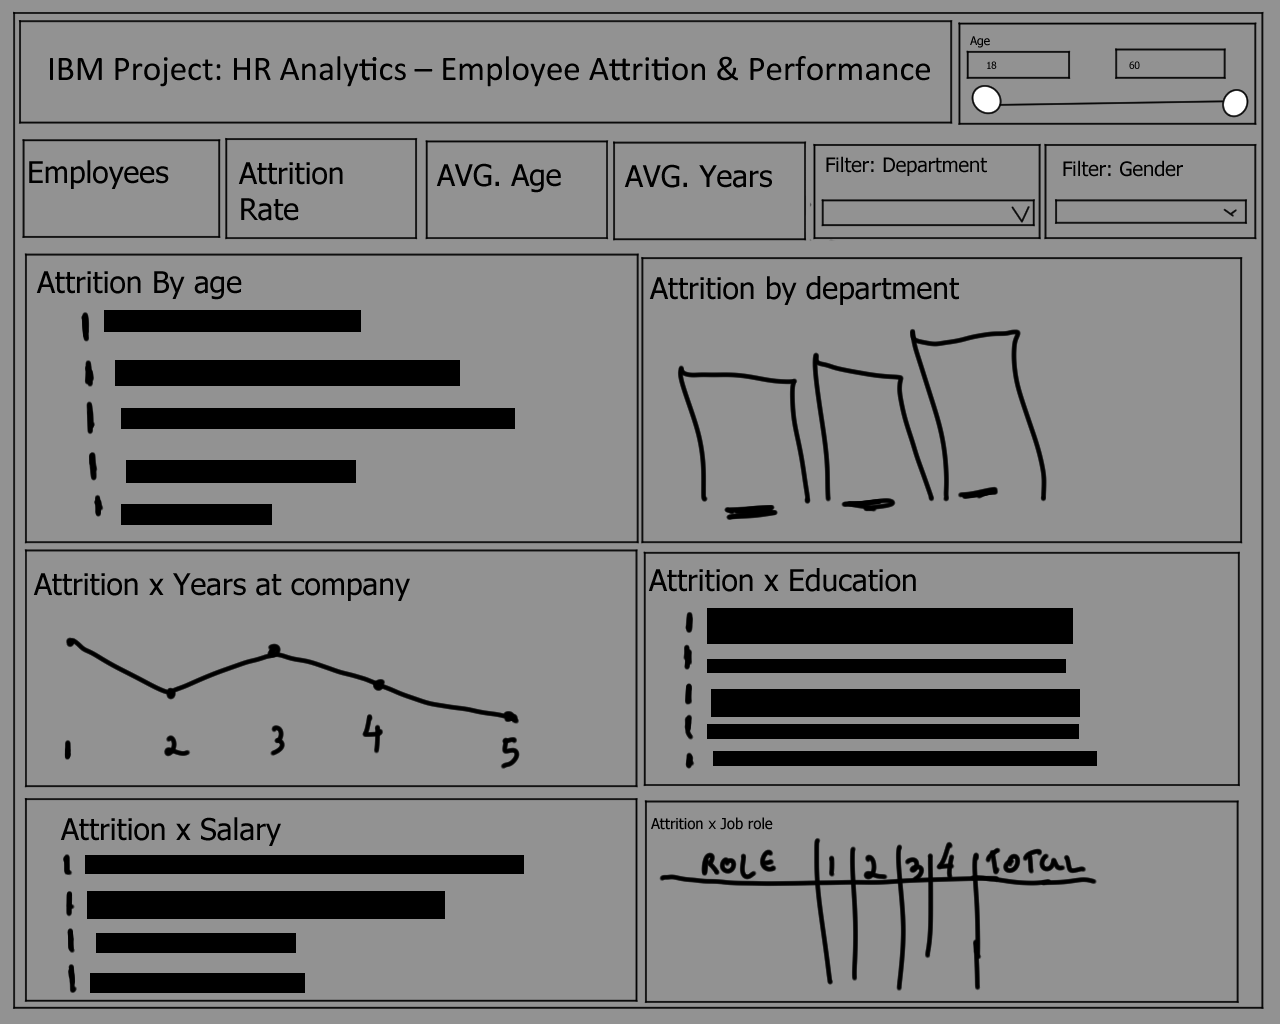 IBM Project: HR Analytics – Employee Attrition & Performance
Age
18
60
Employees
Attrition
Rate
AVG. Age
AVG. Years
Filter: Department
Filter: Gender
Attrition By age
Attrition by department
Attrition x Years at company
1 2 3 4 5
Attrition x Education
Attrition x Salary
Attrition x Job role
ROLE 1 2 3 4 TOTAL